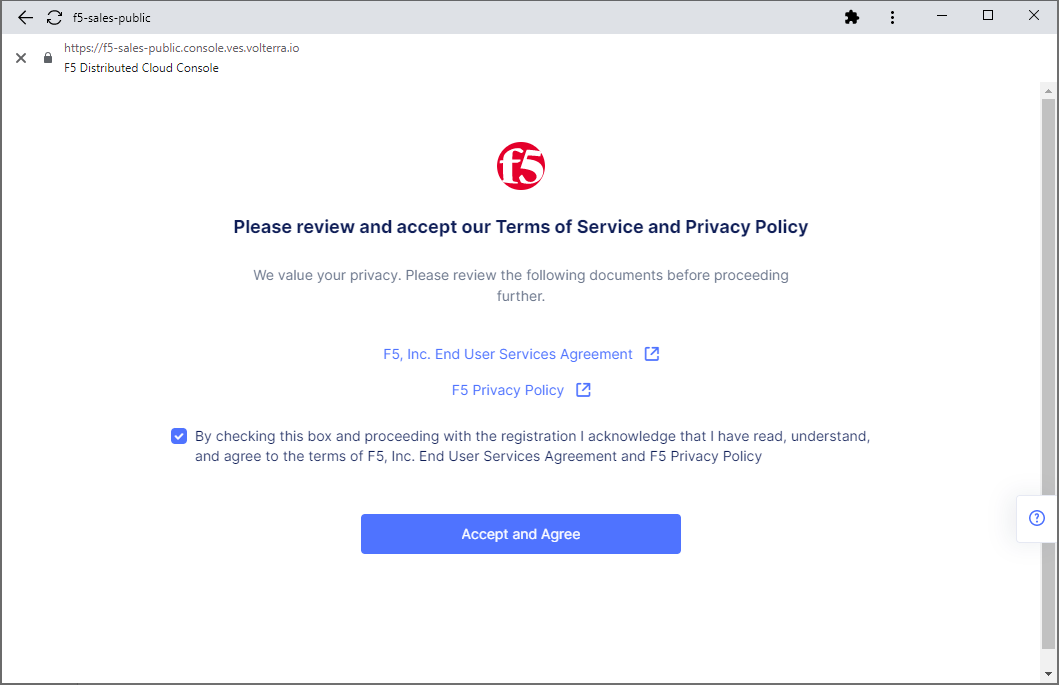 f5-sales-public
https://f5-sales-public.console.ves.volterra.io
F5 Distributed Cloud Console
f5
Please review and accept our Terms of Service and Privacy Policy
We value your privacy. Please review the following documents before proceeding
further.
F5, Inc. End User Services Agreement
F5 Privacy Policy
By checking this box and proceeding with the registration I acknowledge that I have read, understand,
and agree to the terms of F5, Inc. End User Services Agreement and F5 Privacy Policy
Accept and Agree